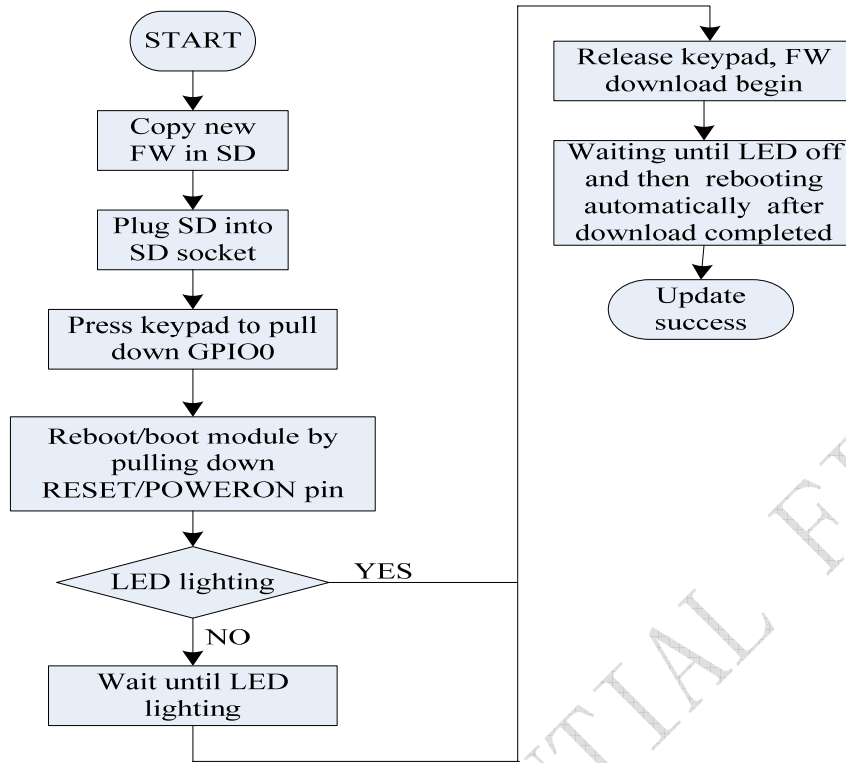 START
Copy new
FW in SD
Plug SD into
SD socket
Press keypad to pull
down GPIO0
Reboot/boot module by
pulling down
RESET/POWERON pin
LED lighting
YES
NO
Wait until LED
lighting
Release keypad, FW
download begin
Waiting until LED off
and then rebooting
automatically after
download completed
Update
success